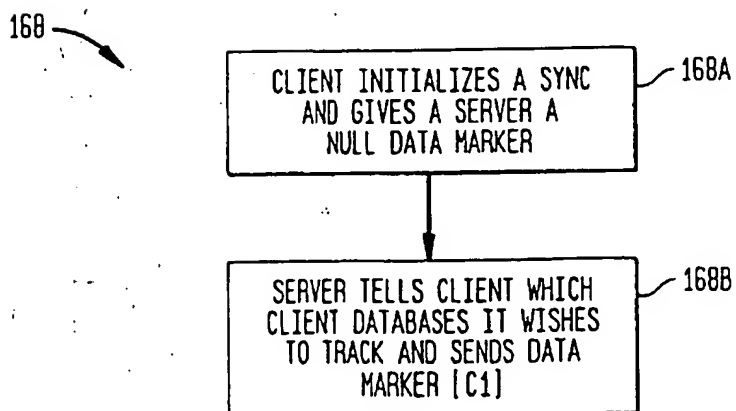 168
CLIENT INITIALIZES A SYNC
AND GIVES A SERVER A
NULL DATA MARKER
168A
SERVER TELLS CLIENT WHICH
CLIENT DATABASES IT WISHES
TO TRACK AND SENDS DATA
MARKER [C1]
168B